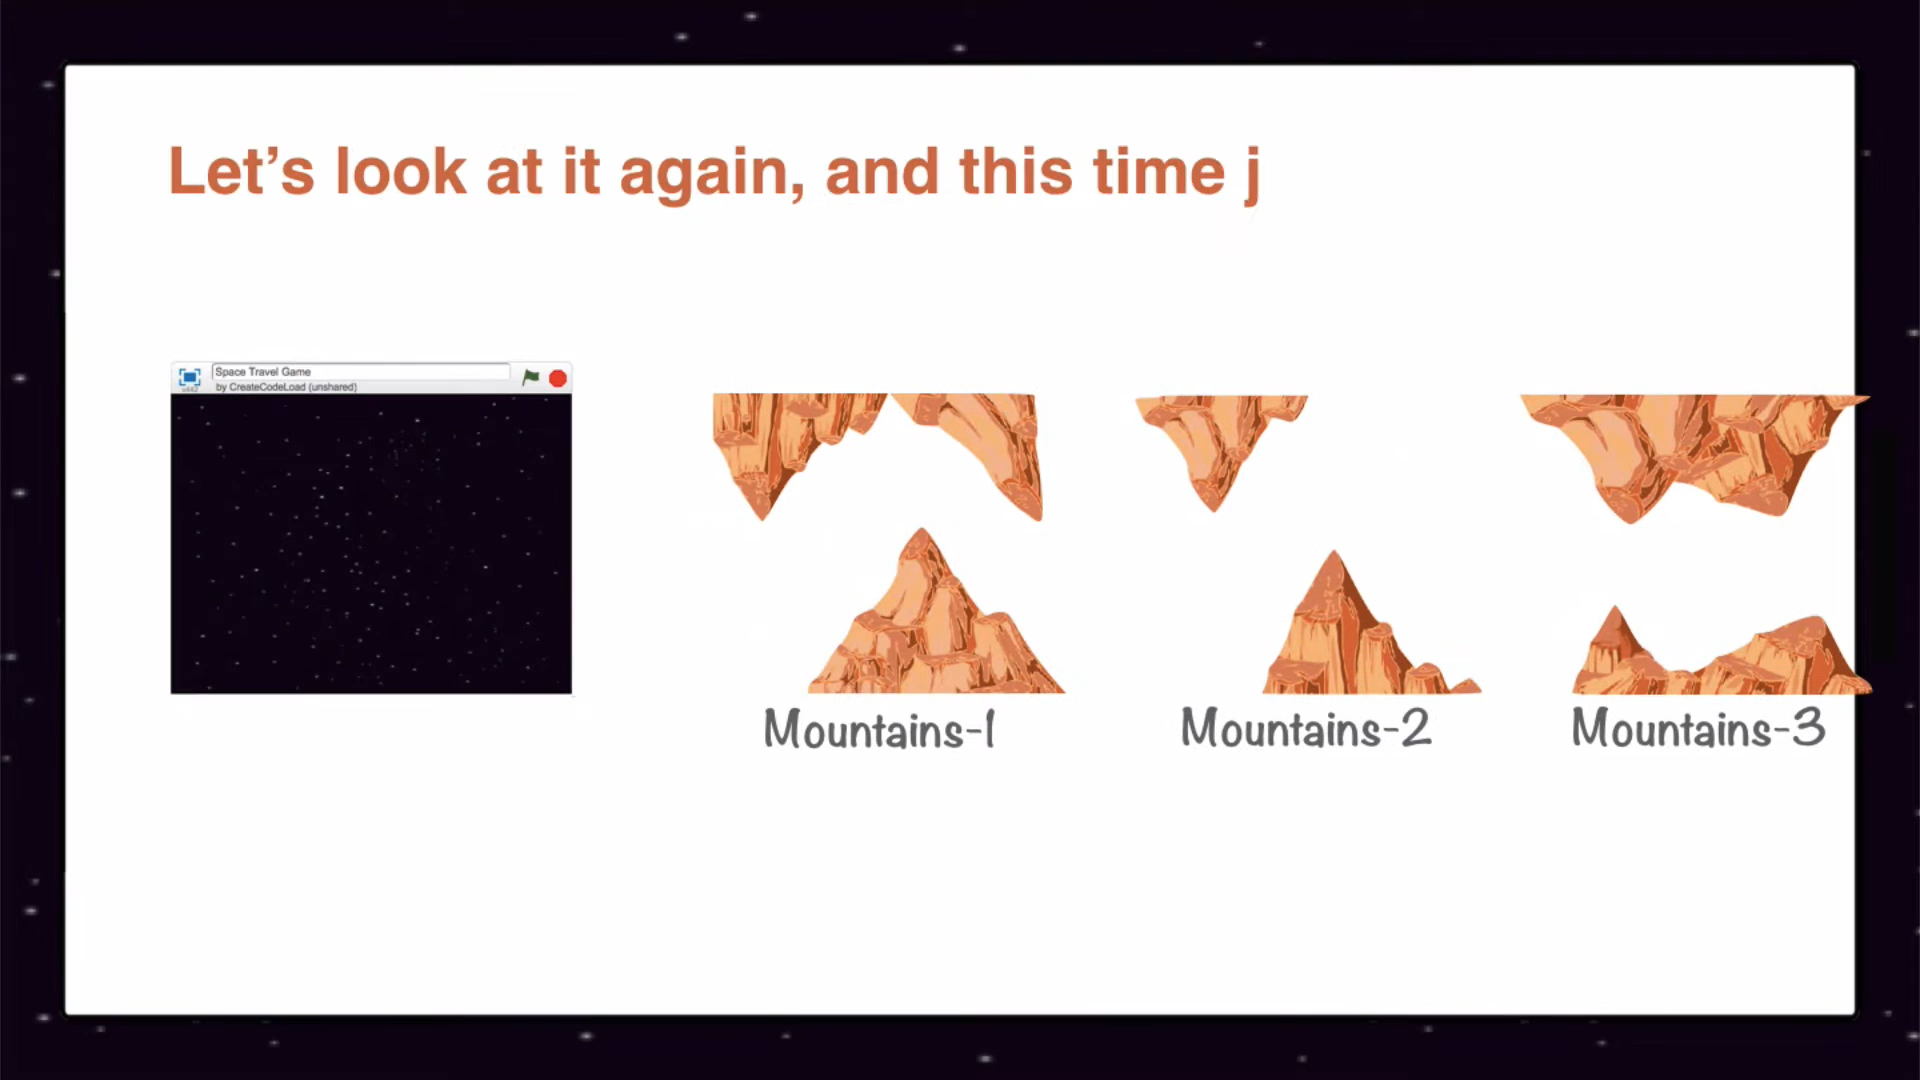 Let’s look at it again, and this time j
Space Travel Game
by CreateCodeLoad (unshared)
Mountains-1
Mountains-2
Mountains-3